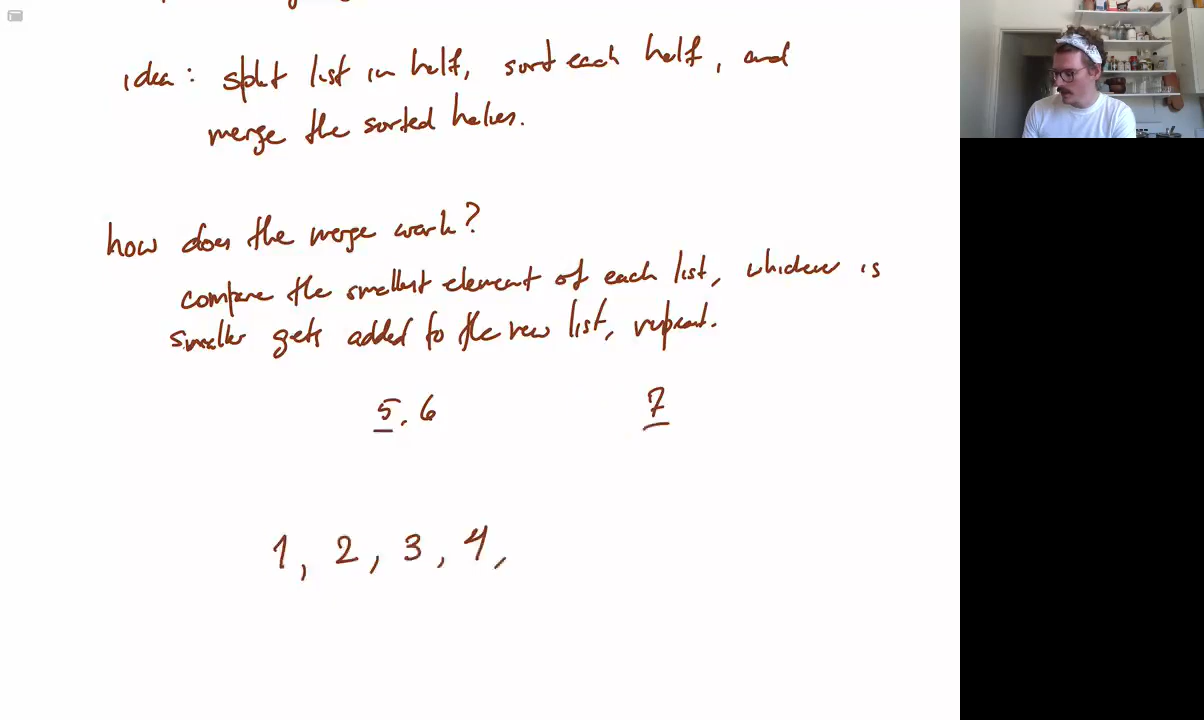 idea: split list in half, sort each half, and
merge the sorted halves.
how does the merge work?
compare the smallest element of each list, whichever is
smaller gets added to the new list, repeat.
5, 6 7
1, 2, 3, 4,